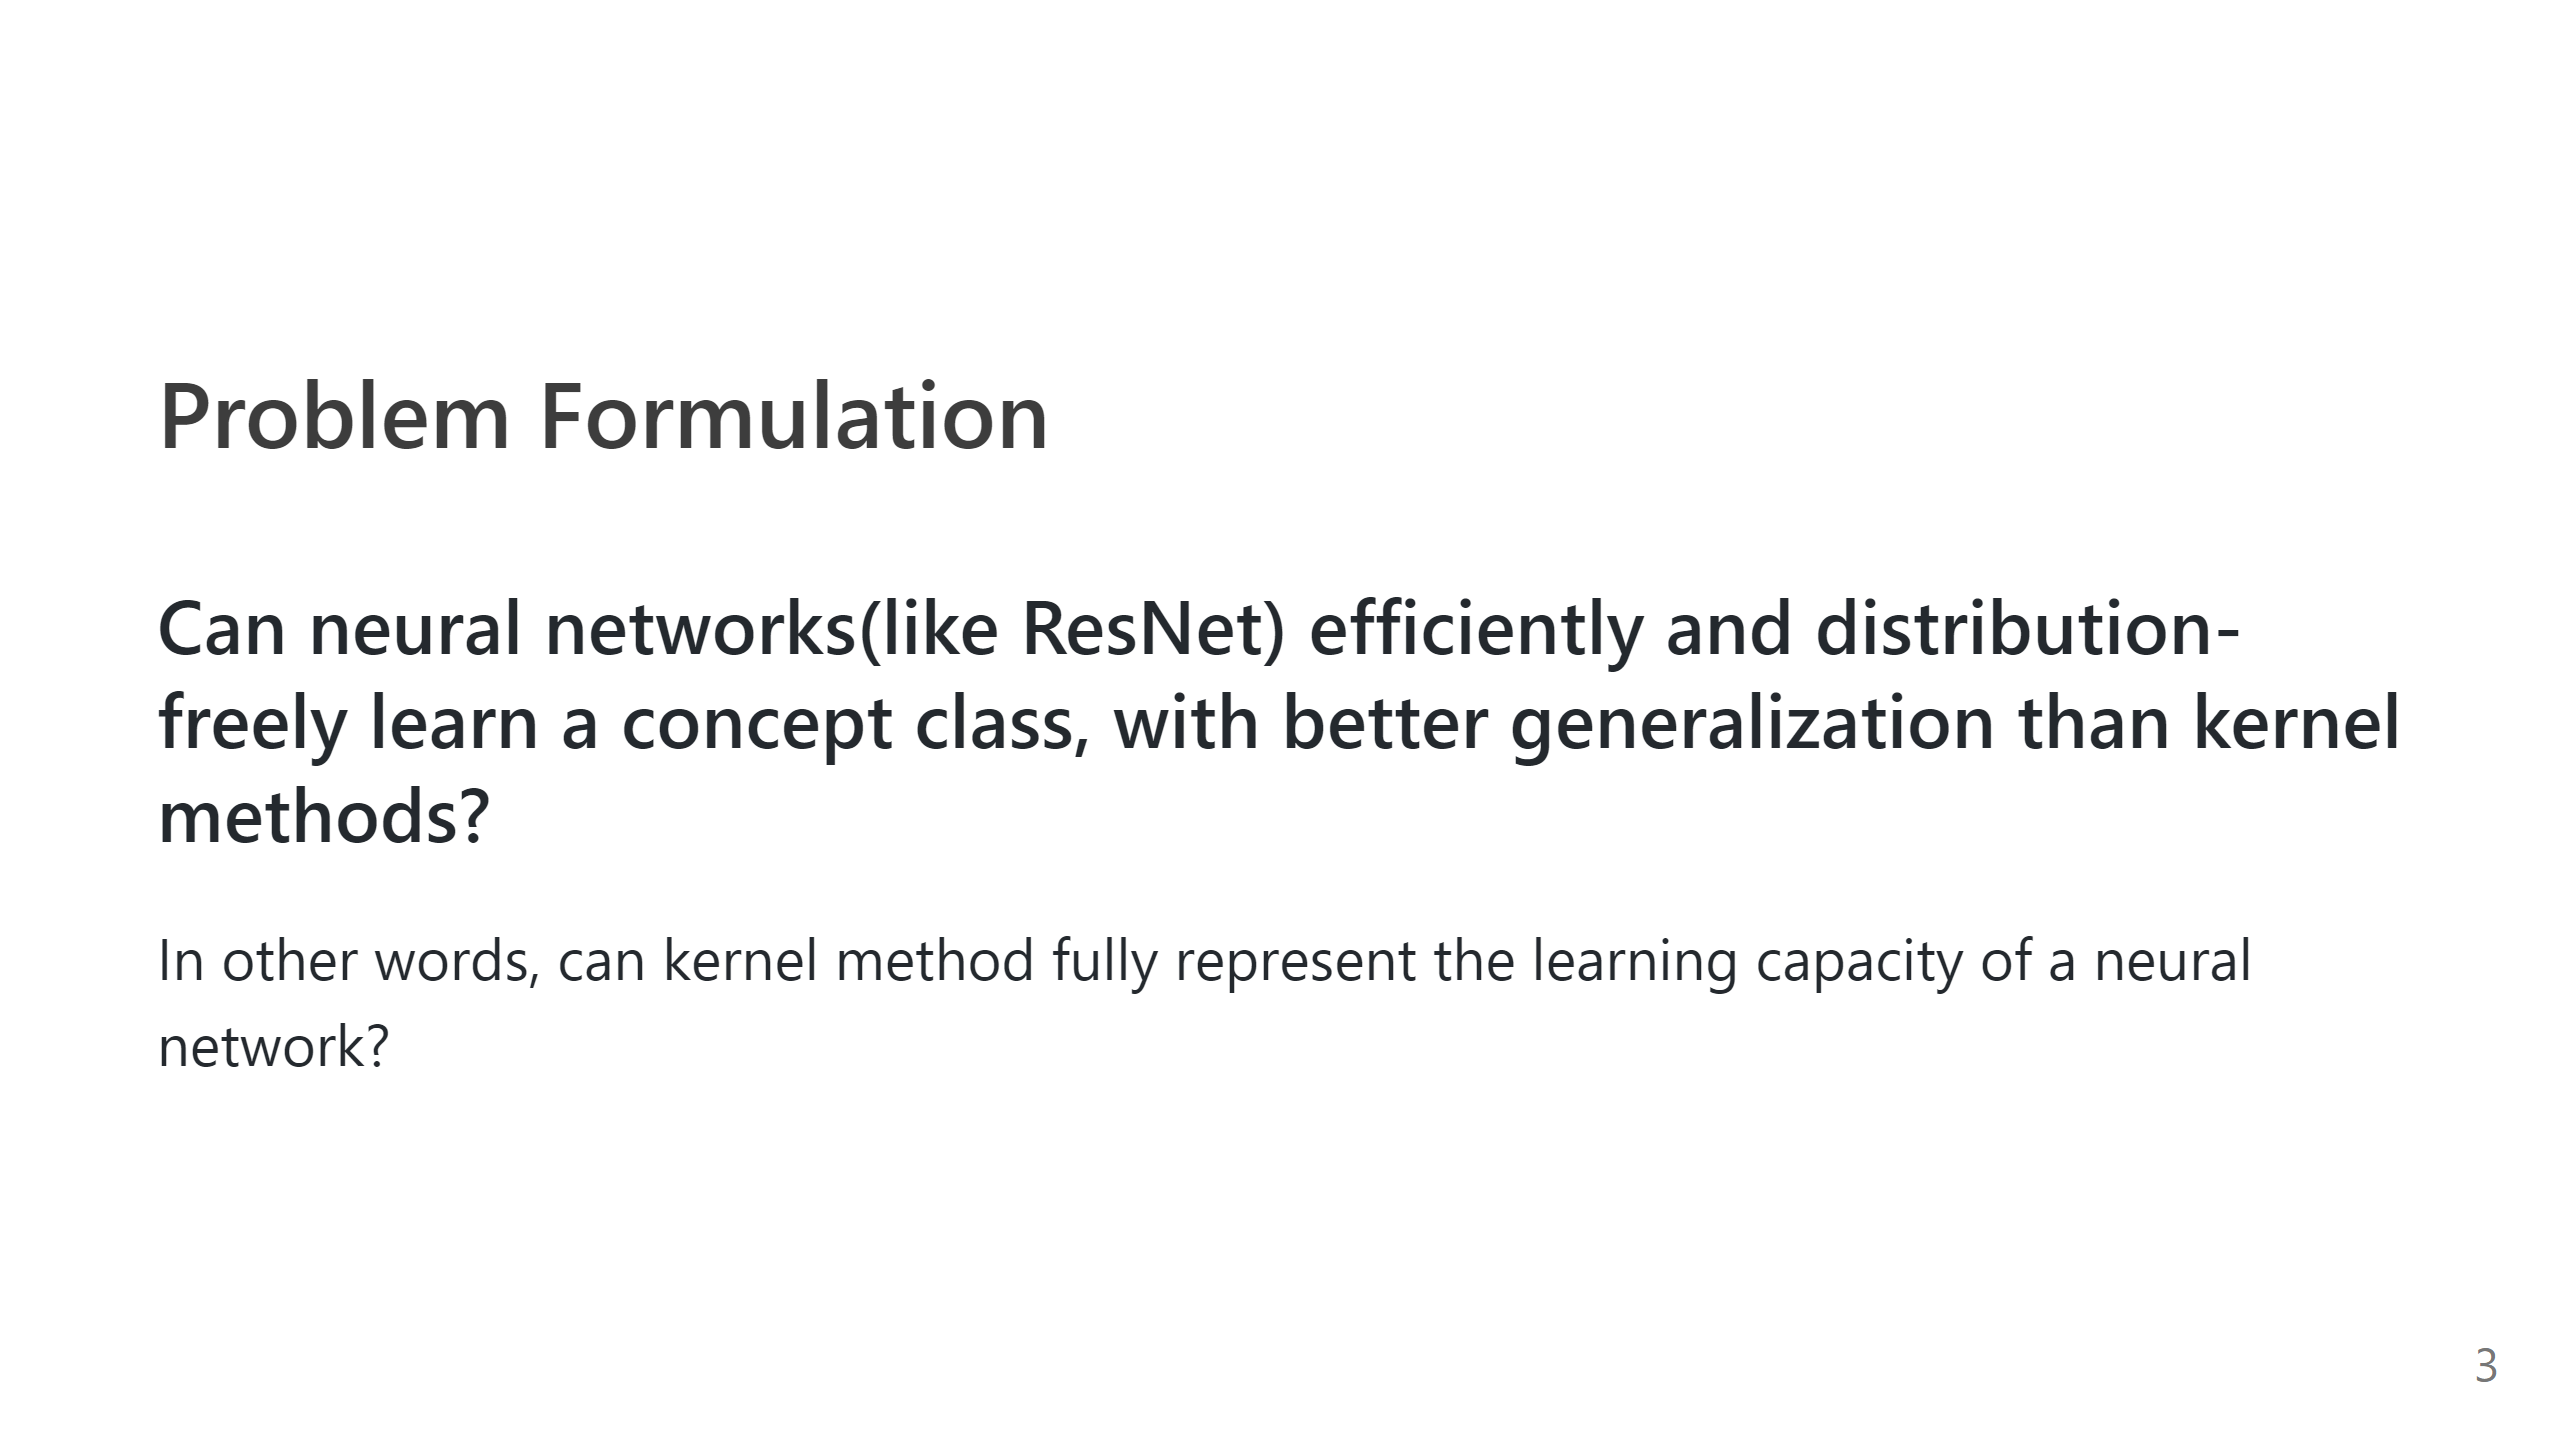 Problem Formulation
Can neural networks(like ResNet) efficiently and distribution-
freely learn a concept class, with better generalization than kernel
methods?
In other words, can kernel method fully represent the learning capacity of a neural
network?
3